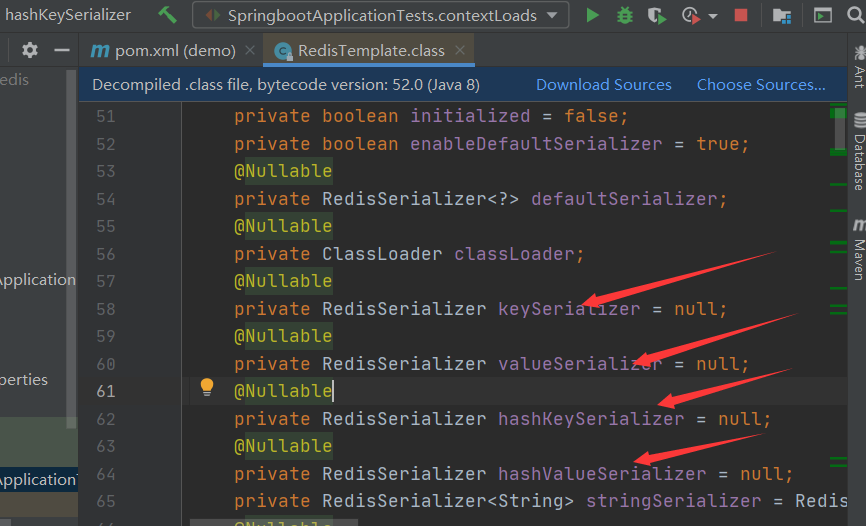 hashKeySerializer
SpringbootApplicationTests.contextLoads
pom.xml (demo)
RedisTemplate.class
edis
Decompiled .class file, bytecode version: 52.0 (Java 8) Download Sources Choose Sources...
51 private boolean initialized = false;
52 private boolean enableDefaultSerializer = true;
53 @Nullable
54 private RedisSerializer<?> defaultSerializer;
55 @Nullable
56 private ClassLoader classLoader;
57 @Nullable
Application
58 private RedisSerializer keySerializer = null;
59 @Nullable
60 private RedisSerializer valueSerializer = null;
perties
61 @Nullable
62 private RedisSerializer hashKeySerializer = null;
63 @Nullable
64 private RedisSerializer hashValueSerializer = null;
Application
65 private RedisSerializer<String> stringSerializer = Redis
Ant
Database
Maven